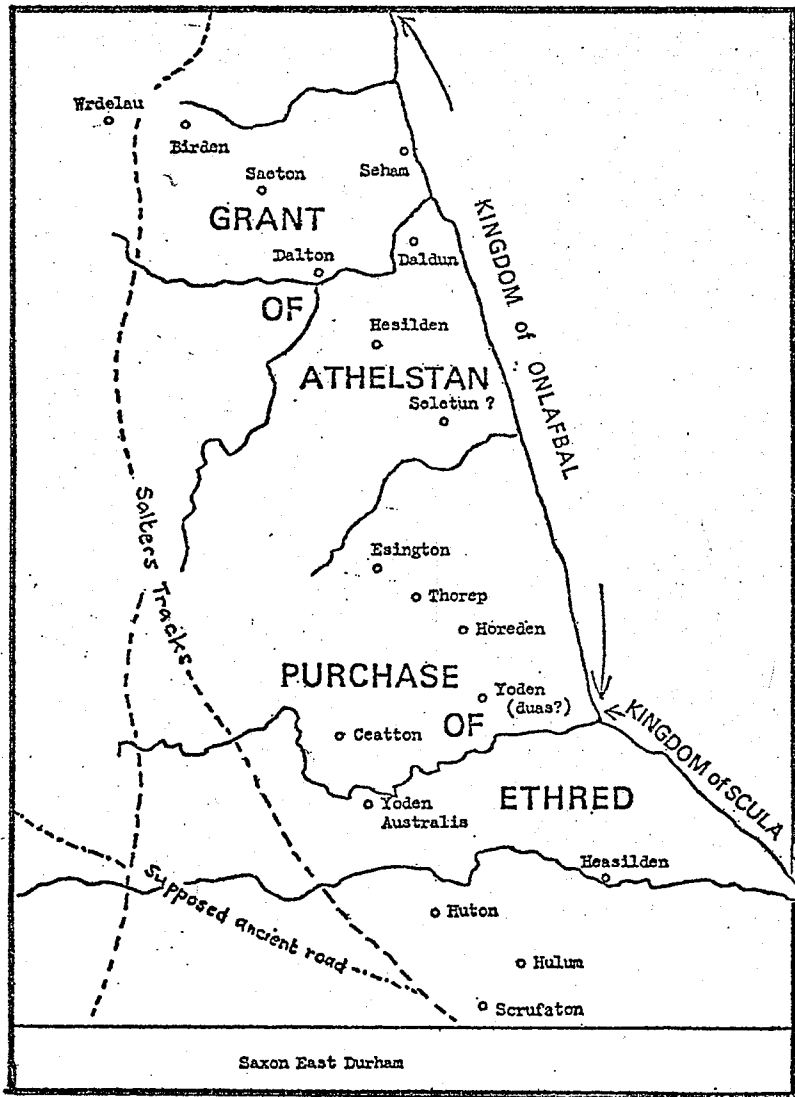 Wrdelau
Birden
Seham
Saeton
GRANT
KINGDOM of ONLAFBAL
Dalton
Daldun
OF
Hesilden
ATHELSTAN
Seletun ?
Salters Tracks
Esington
Thorep
Horeden
PURCHASE
Yoden
(duas?)
OF
KINGDOM of SCULA
Ceatton
ETHRED
Yoden
Australis
Heasilden
Supposed ancient road
Huton
Hulum
Scrufaton
Saxon East Durham